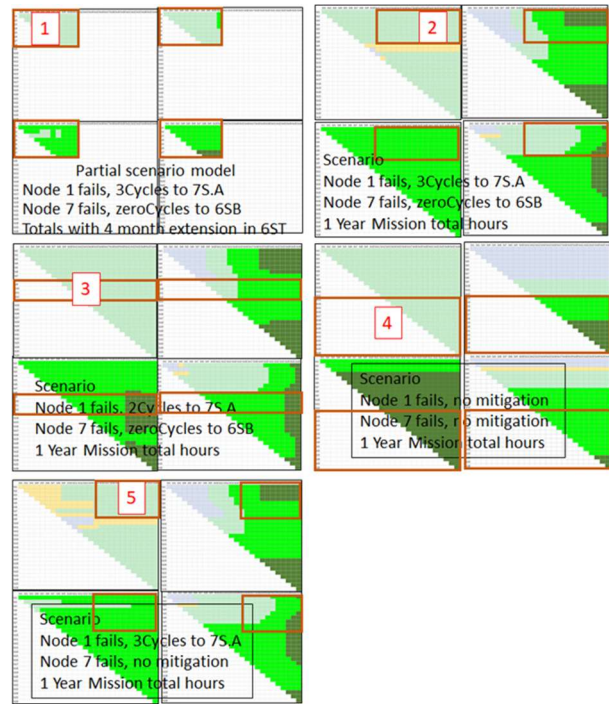 1
Partial scenario model
Node 1 fails, 3Cycles to 7S.A
Node 7 fails, zeroCycles to 6SB
Totals with 4 month extension in 6ST
2
Scenario
Node 1 fails, 3Cycles to 7S.A
Node 7 fails, zeroCycles to 6SB
1 Year Mission total hours
3
Scenario
Node 1 fails, 2Cycles to 7S.A
Node 7 fails, zeroCycles to 6SB
1 Year Mission total hours
4
Scenario
Node 1 fails, no mitigation
Node 7 fails, no mitigation
1 Year Mission total hours
5
Scenario
Node 1 fails, 3Cycles to 7S.A
Node 7 fails, no mitigation
1 Year Mission total hours